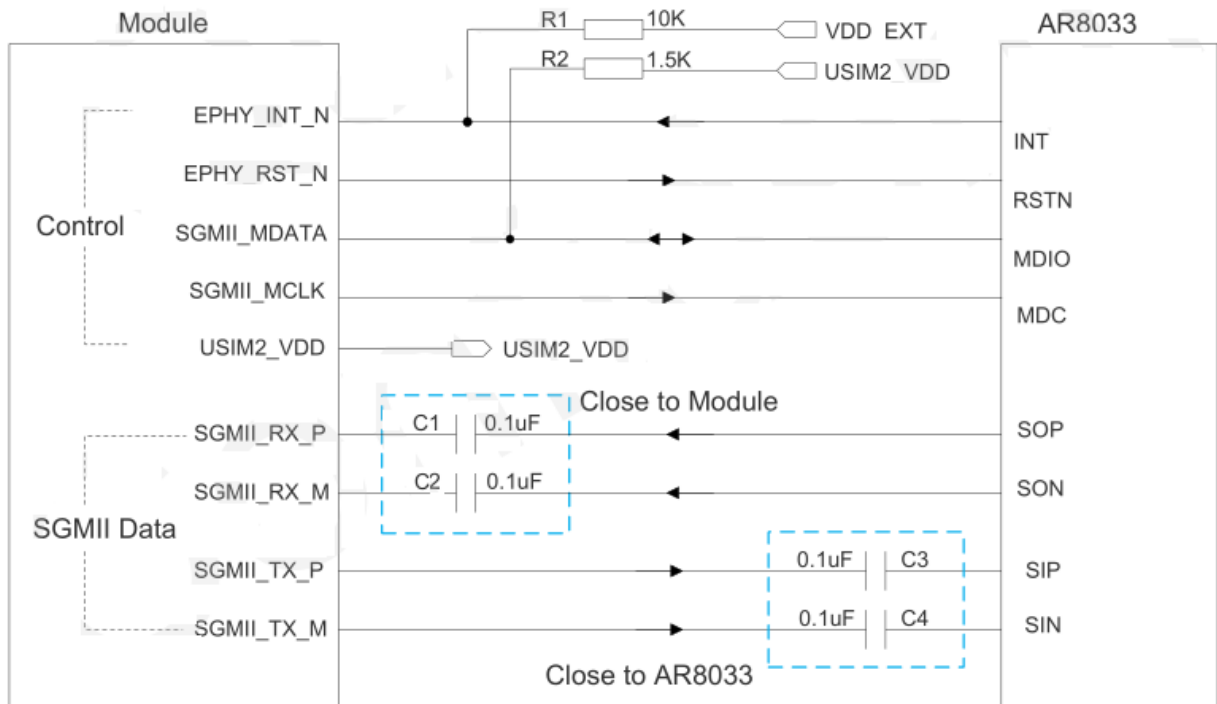 Module
AR8033
R1 10K VDD_EXT
R2 1.5K USIM2_VDD
EPHY_INT_N
INT
EPHY_RST_N
RSTN
Control
SGMII_MDATA
MDIO
SGMII_MCLK
MDC
USIM2_VDD USIM2_VDD
Close to Module
SGMII_RX_P C1 0.1uF SOP
SGMII_RX_M C2 0.1uF SON
SGMII Data
SGMII_TX_P 0.1uF C3 SIP
SGMII_TX_M 0.1uF C4 SIN
Close to AR8033